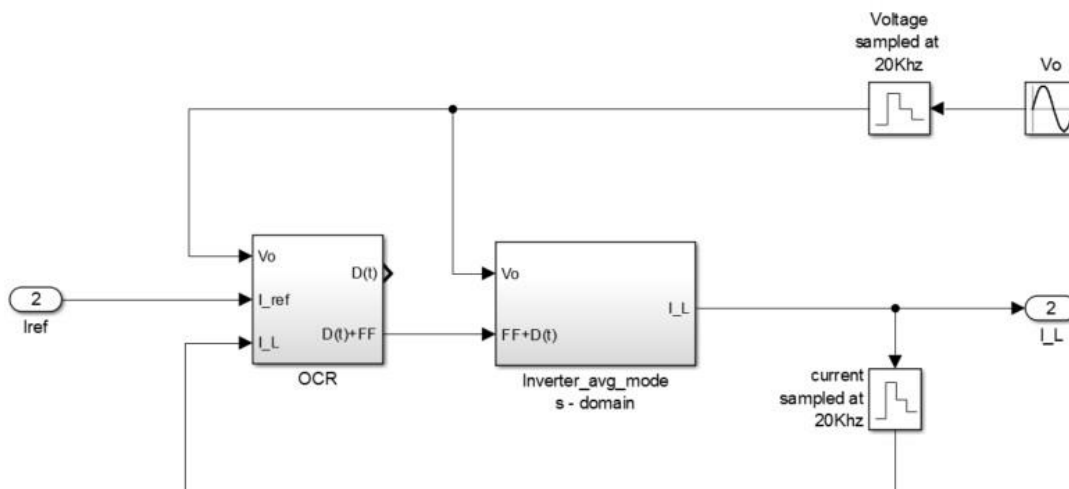 Voltage
sampled at
20Khz
Vo
Vo
D(t)
I_ref
I_L
D(t)+FF
OCR
2
Iref
Vo
I_L
FF+D(t)
Inverter_avg_mode
s - domain
2
I_L
current
sampled at
20Khz